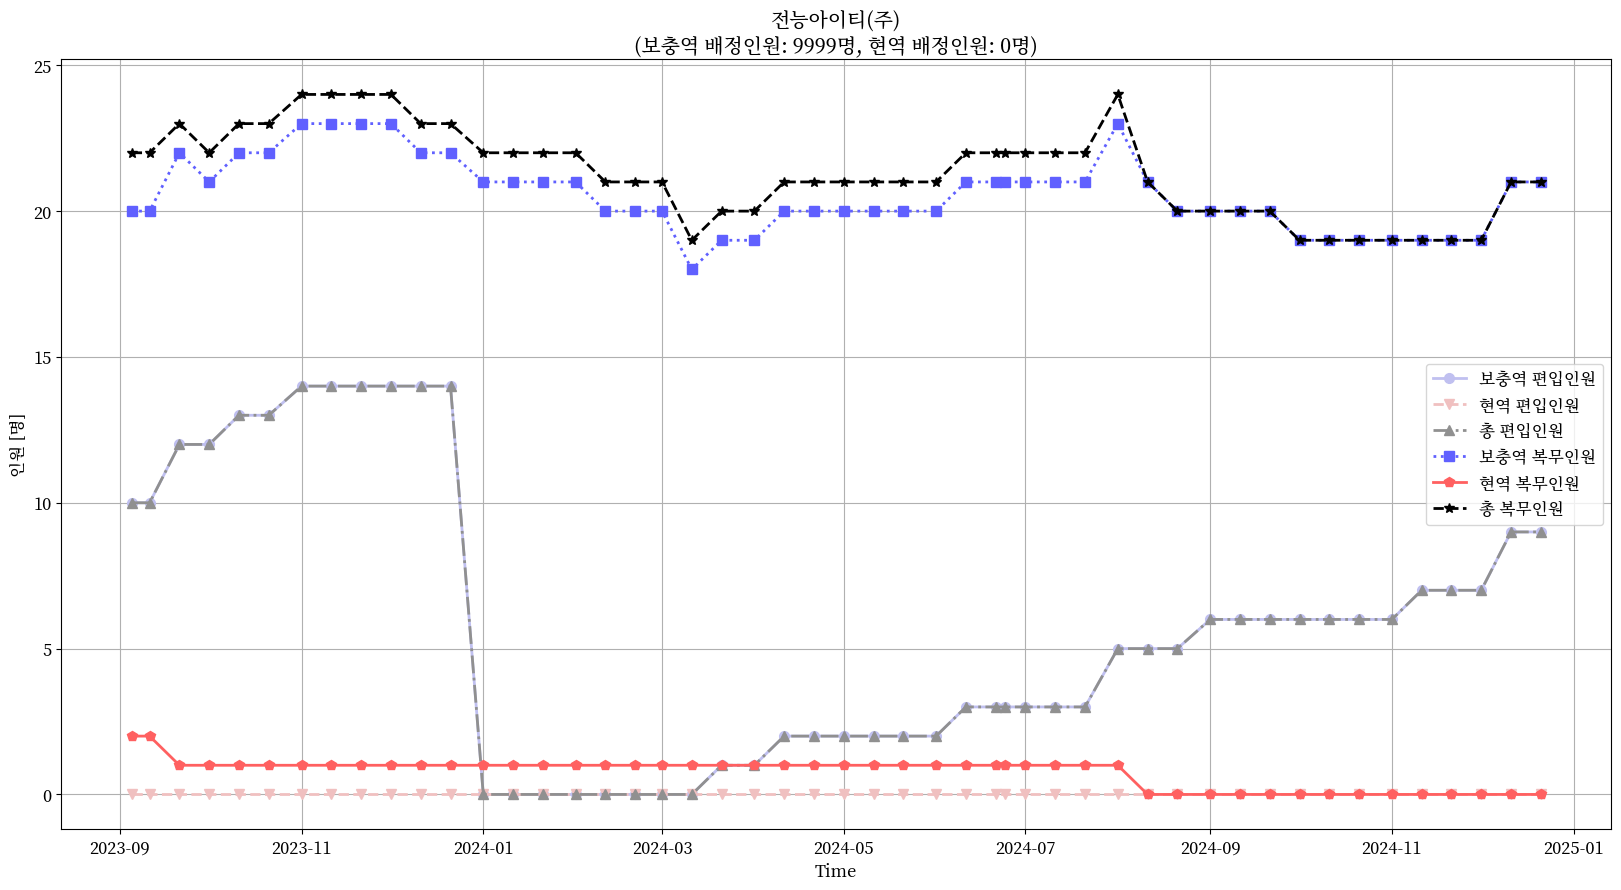 전능아이티(주)
(보충역 배정인원: 9999명, 현역 배정인원: 0명)
25
20
15
10
5
0
인원 [명]
보충역 편입인원
현역 편입인원
총 편입인원
보충역 복무인원
현역 복무인원
총 복무인원
2023-09
2023-11
2024-01
2024-03
2024-05
2024-07
2024-09
2024-11
2025-01
Time